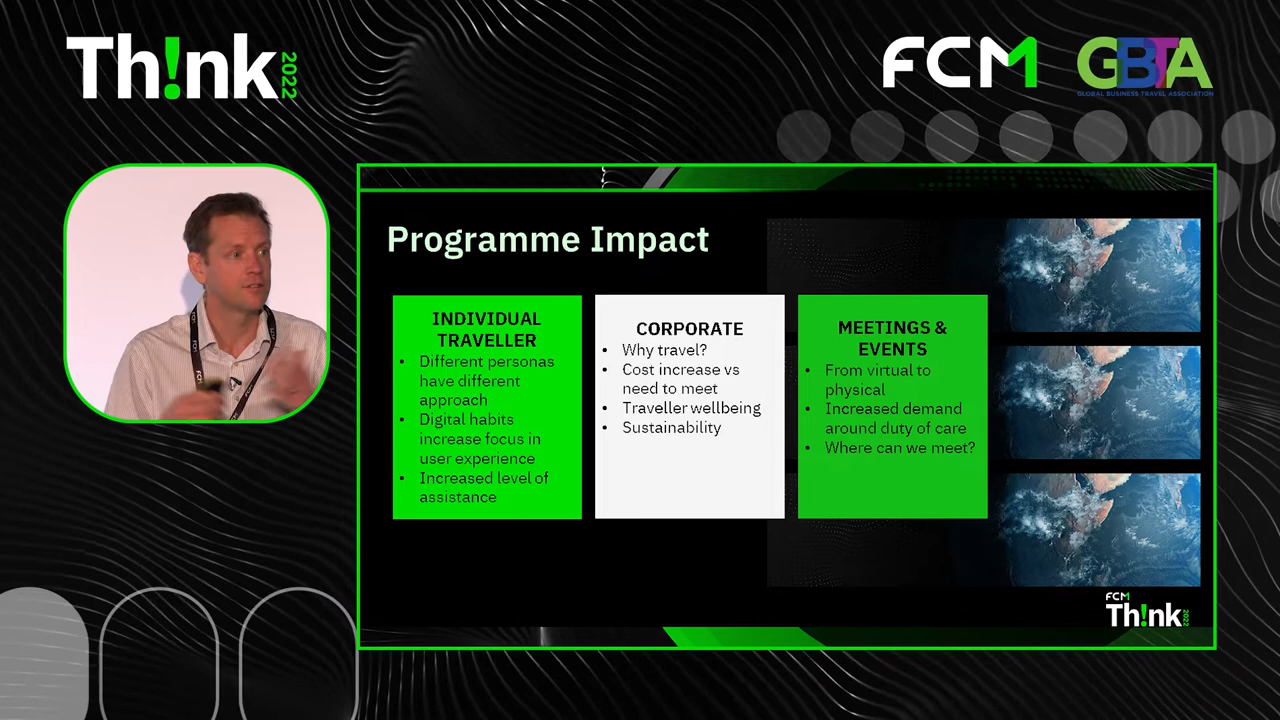 Th!nk 2022
FCM
GBTA
GLOBAL BUSINESS TRAVEL ASSOCIATION
Programme Impact
INDIVIDUAL
TRAVELLER
• Different personas
have different
approach
• Digital habits
increase focus in
user experience
• Increased level of
assistance
CORPORATE
• Why travel?
• Cost increase vs
need to meet
• Traveller wellbeing
• Sustainability
MEETINGS &
EVENTS
• From virtual to
physical
• Increased demand
around duty of care
• Where can we meet?
FCM
Th!nk 2022
FCM
FCM
FCM